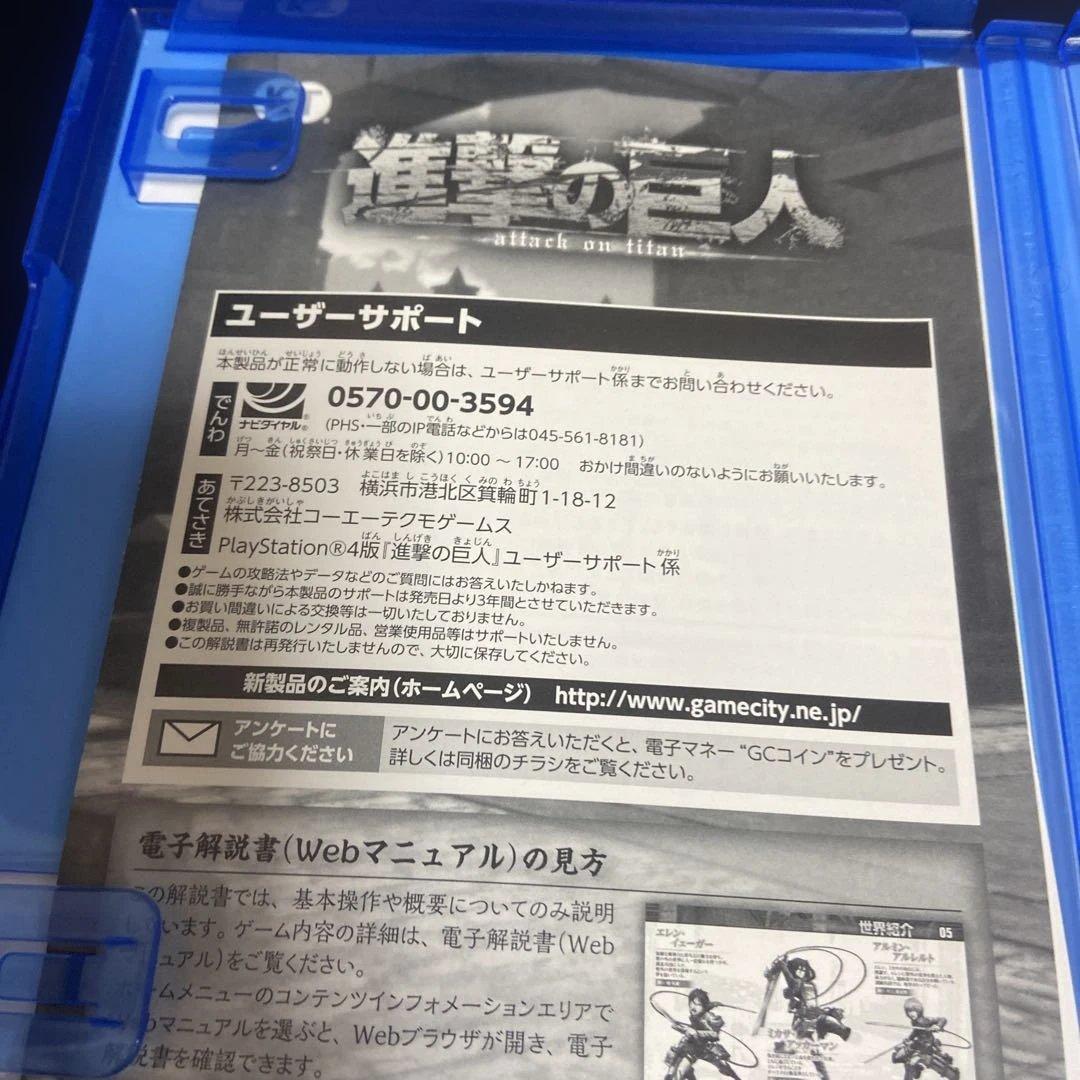 KT
進撃の巨人
attack on titan
ユーザーサポート
本製品が正常に動作しない場合は、ユーザーサポート係までお問い合わせください。
でんわ
ナビダイヤル®
0570-00-3594
(PHS・一部のIP電話などからは045-561-8181)
月～金(祝祭日・休業日を除く)10:00 ～ 17:00 おかけ間違いのないようにお願いいたします。
あてさき
〒223-8503 横浜市港北区箕輪町1-18-12
株式会社コーエーテクモゲームス
PlayStation®4版『進撃の巨人』ユーザーサポート係
●ゲームの攻略法やデータなどのご質問にはお答えいたしかねます。
●誠に勝手ながら本製品のサポートは発売日より3年間とさせていただきます。
●お買い間違いによる交換等は一切いたしておりません。
●複製品、無許諾のレンタル品、営業使用品等はサポートいたしません。
●この解説書は再発行いたしませんので、大切に保存してください。
新製品のご案内(ホームページ) http://www.gamecity.ne.jp/
アンケートに
ご協力ください
アンケートにお答えいただくと、電子マネー “GCコイン”をプレゼント。
詳しくは同梱のチラシをご覧ください。
電子解説書(Webマニュアル)の見方
この解説書では、基本操作や概要についてのみ説明
います。ゲーム内容の詳細は、電子解説書(Web
ュアル)をご覧ください。
ームメニューのコンテンツインフォメーションエリアで
bマニュアルを選ぶと、Webブラウザが開き、電子
解説書を確認できます。
世界紹介 05
エレン・
イェーガー
アルミン・
アルレルト
ミカサ・
アッカーマン